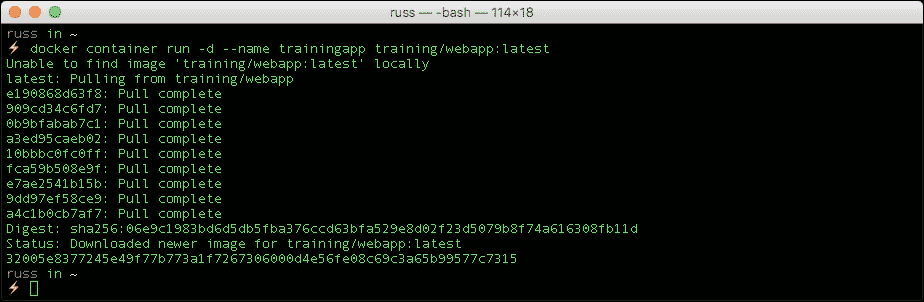 russ — -bash — 114×18
russ in ~
⚡ docker container run -d --name trainingapp training/webapp:latest
Unable to find image 'training/webapp:latest' locally
latest: Pulling from training/webapp
e190868d63f8: Pull complete
909cd34c6fd7: Pull complete
0b9bfabab7c1: Pull complete
a3ed95caeb02: Pull complete
10bbbc0fc0ff: Pull complete
fca59b508e9f: Pull complete
e7ae2541b15b: Pull complete
9dd97ef58ce9: Pull complete
a4c1b0cb7af7: Pull complete
Digest: sha256:06e9c1983bd6d5db5fba376ccd63bfa529e8d02f23d5079b8f74a616308fb11d
Status: Downloaded newer image for training/webapp:latest
32005e8377245e49f77b773a1f7267306000d4e56fe08c69c3a65b99577c7315
russ in ~
⚡